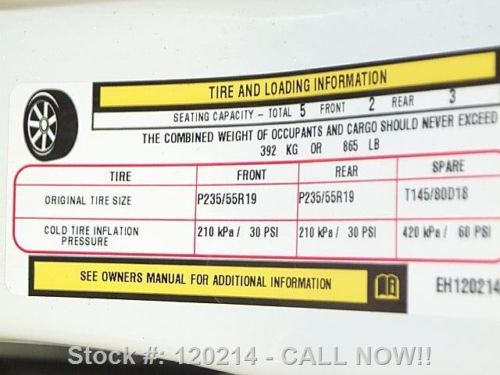 TIRE AND LOADING INFORMATION
SEATING CAPACITY - TOTAL 5 FRONT 2 REAR 3
THE COMBINED WEIGHT OF OCCUPANTS AND CARGO SHOULD NEVER EXCEED
392 KG OR 865 LB
TIRE FRONT REAR SPARE
ORIGINAL TIRE SIZE P235/55R19 P235/55R19 T145/80D18
COLD TIRE INFLATION PRESSURE 210 kPa/ 30 PSI 210 kPa/ 30 PSI 420 kPa/ 60 PSI
SEE OWNERS MANUAL FOR ADDITIONAL INFORMATION
EH120214
Stock #: 120214 - CALL NOW!!